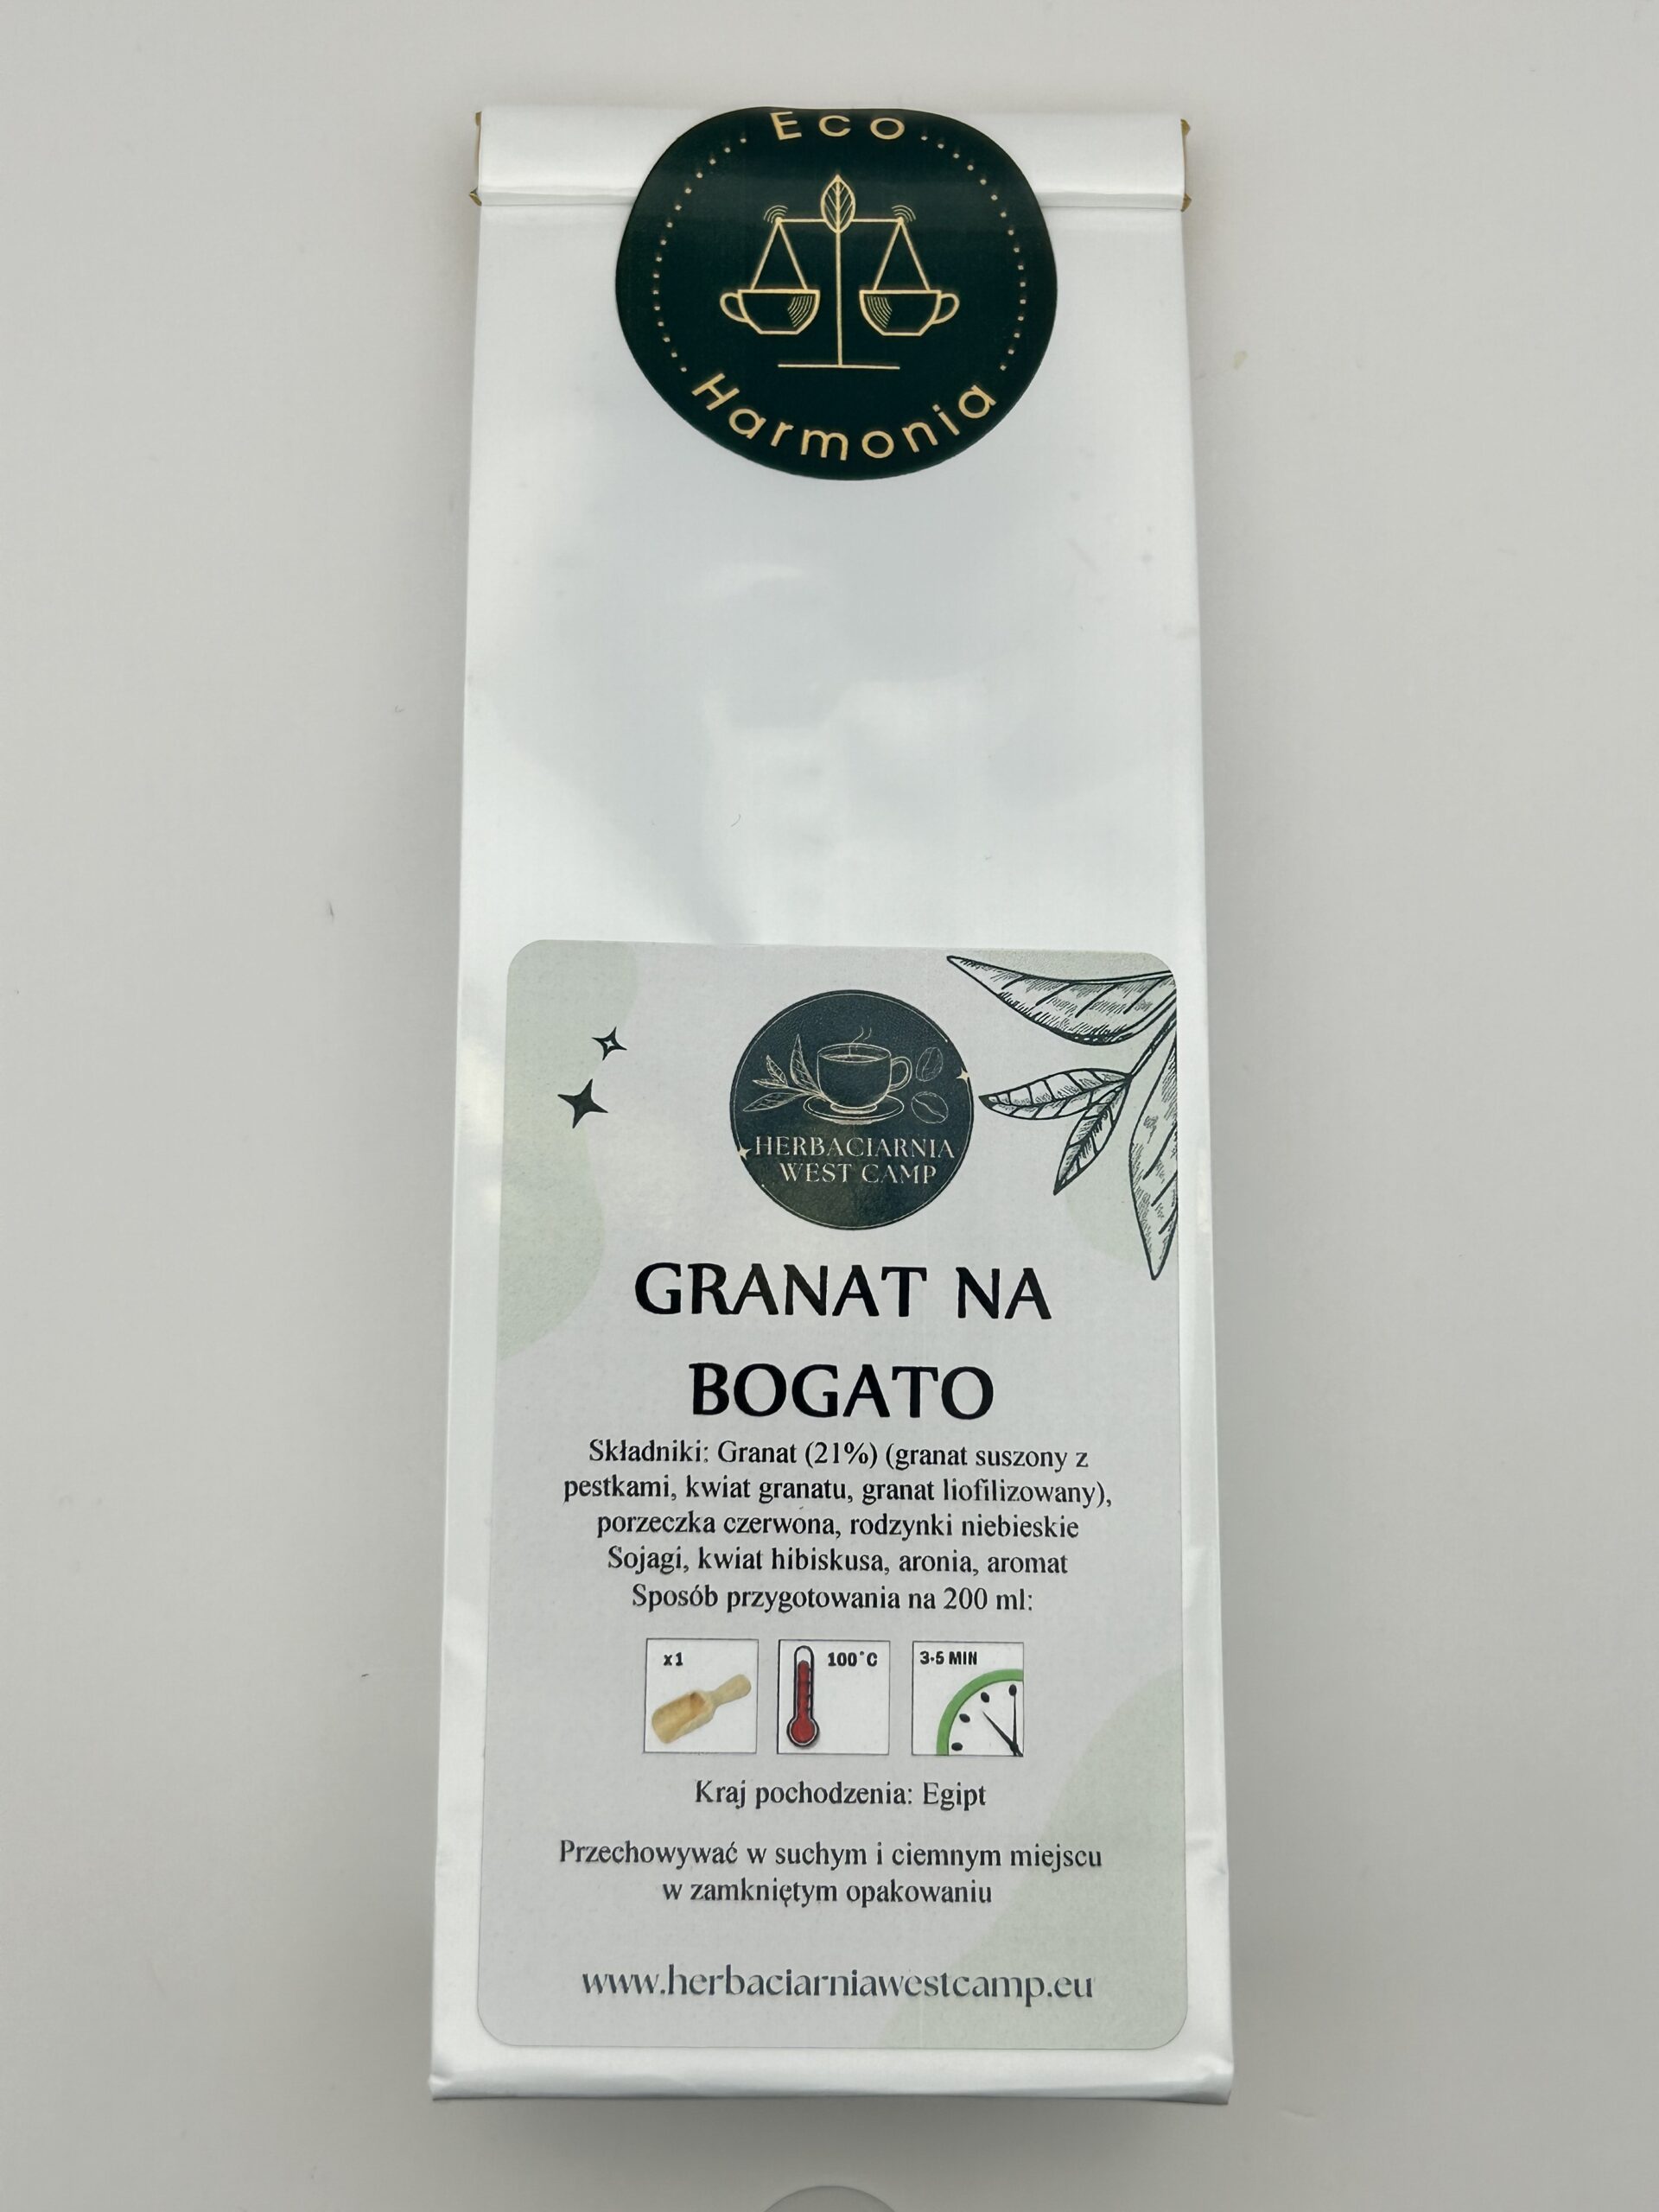 Eco
Harmonia
HERBACIARNIA
WEST CAMP
GRANAT NA
BOGATO
Składniki: Granat (21%) (granat suszony z
pestkami, kwiat granatu, granat liofilizowany),
porzeczka czerwona, rodzynki niebieskie
Sojagi, kwiat hibiskusa, aronia, aromat
Sposób przygotowania na 200 ml:
x1 100°C 3-5 MIN
Kraj pochodzenia: Egipt
Przechowywać w suchym i ciemnym miejscu
w zamkniętym opakowaniu
www.herbaciarniawestcamp.eu